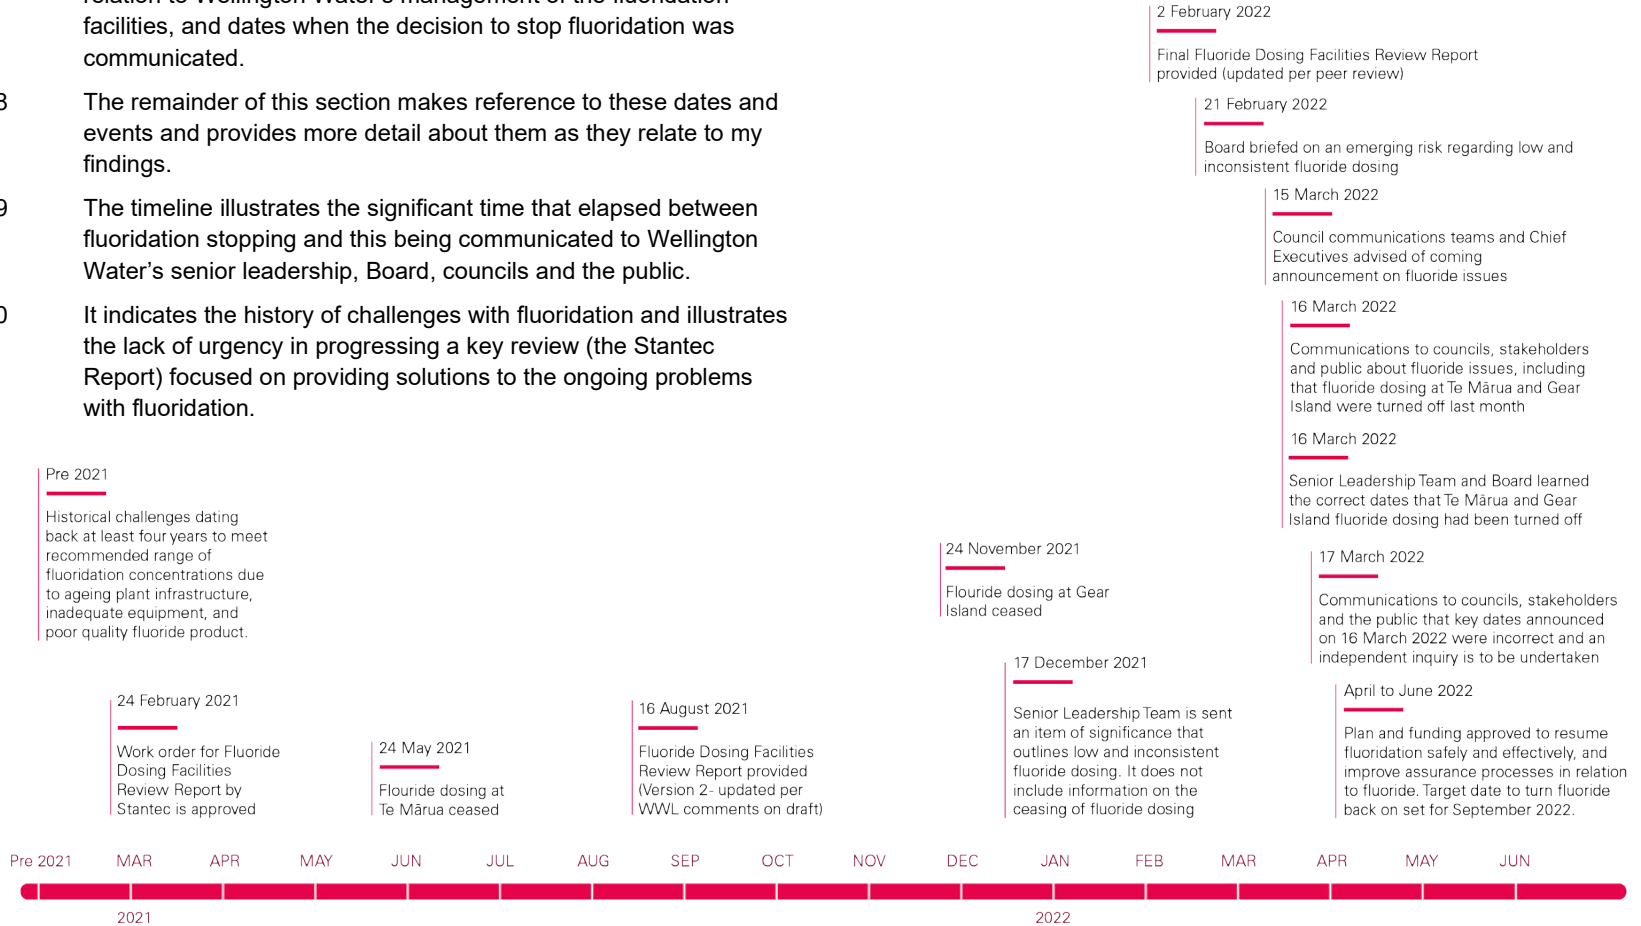 relation to Wellington Water's management of the fluoridation
facilities, and dates when the decision to stop fluoridation was
communicated.
8 The remainder of this section makes reference to these dates and
events and provides more detail about them as they relate to my
findings.
9 The timeline illustrates the significant time that elapsed between
fluoridation stopping and this being communicated to Wellington
Water's senior leadership, Board, councils and the public.
0 It indicates the history of challenges with fluoridation and illustrates
the lack of urgency in progressing a key review (the Stantec
Report) focused on providing solutions to the ongoing problems
with fluoridation.
Pre 2021
Historical challenges dating
back at least four years to meet
recommended range of
fluoridation concentrations due
to ageing plant infrastructure,
inadequate equipment, and
poor quality fluoride product.
24 February 2021
Work order for Fluoride
Dosing Facilities
Review Report by
Stantec is approved
24 May 2021
Flouride dosing at
Te Mārua ceased
16 August 2021
Fluoride Dosing Facilities
Review Report provided
(Version 2- updated per
WWL comments on draft)
24 November 2021
Flouride dosing at Gear
Island ceased
17 December 2021
Senior Leadership Team is sent
an item of significance that
outlines low and inconsistent
fluoride dosing. It does not
include information on the
ceasing of fluoride dosing
2 February 2022
Final Fluoride Dosing Facilities Review Report
provided (updated per peer review)
21 February 2022
Board briefed on an emerging risk regarding low and
inconsistent fluoride dosing
15 March 2022
Council communications teams and Chief
Executives advised of coming
announcement on fluoride issues
16 March 2022
Communications to councils, stakeholders
and public about fluoride issues, including
that fluoride dosing at Te Mārua and Gear
Island were turned off last month
16 March 2022
Senior Leadership Team and Board learned
the correct dates that Te Mārua and Gear
Island fluoride dosing had been turned off
17 March 2022
Communications to councils, stakeholders
and the public that key dates announced
on 16 March 2022 were incorrect and an
independent inquiry is to be undertaken
April to June 2022
Plan and funding approved to resume
fluoridation safely and effectively, and
improve assurance processes in relation
to fluoride. Target date to turn fluoride
back on set for September 2022.
Pre 2021 MAR APR MAY JUN JUL AUG SEP OCT NOV DEC JAN FEB MAR APR MAY JUN
2021 2022